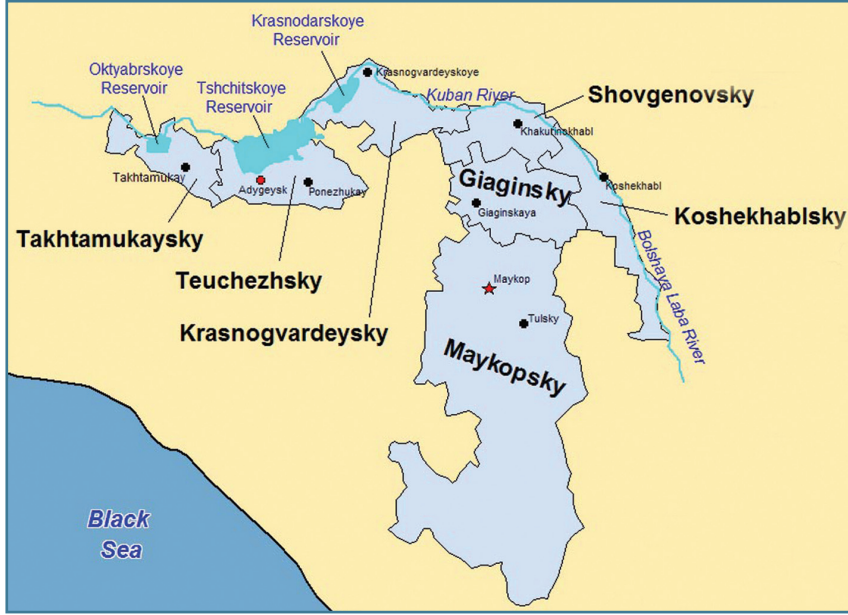 Krasnodarskoye
Reservoir
Oktyabrskoye
Reservoir
Tshchitskoye
Reservoir
Krasnogvardeyskoye
Kuban River
Shovgenovsky
Khakurinokhabl
Takhtamukay
Adygeysk
Ponezhukay
Giaginsky
Koshekhabl
Giaginskaya
Koshekhablsky
Takhtamukaysky
Teuchezhsky
Bolshaya Laba River
Maykop
Krasnogvardeysky
Tulsky
Maykopsky
Black
Sea